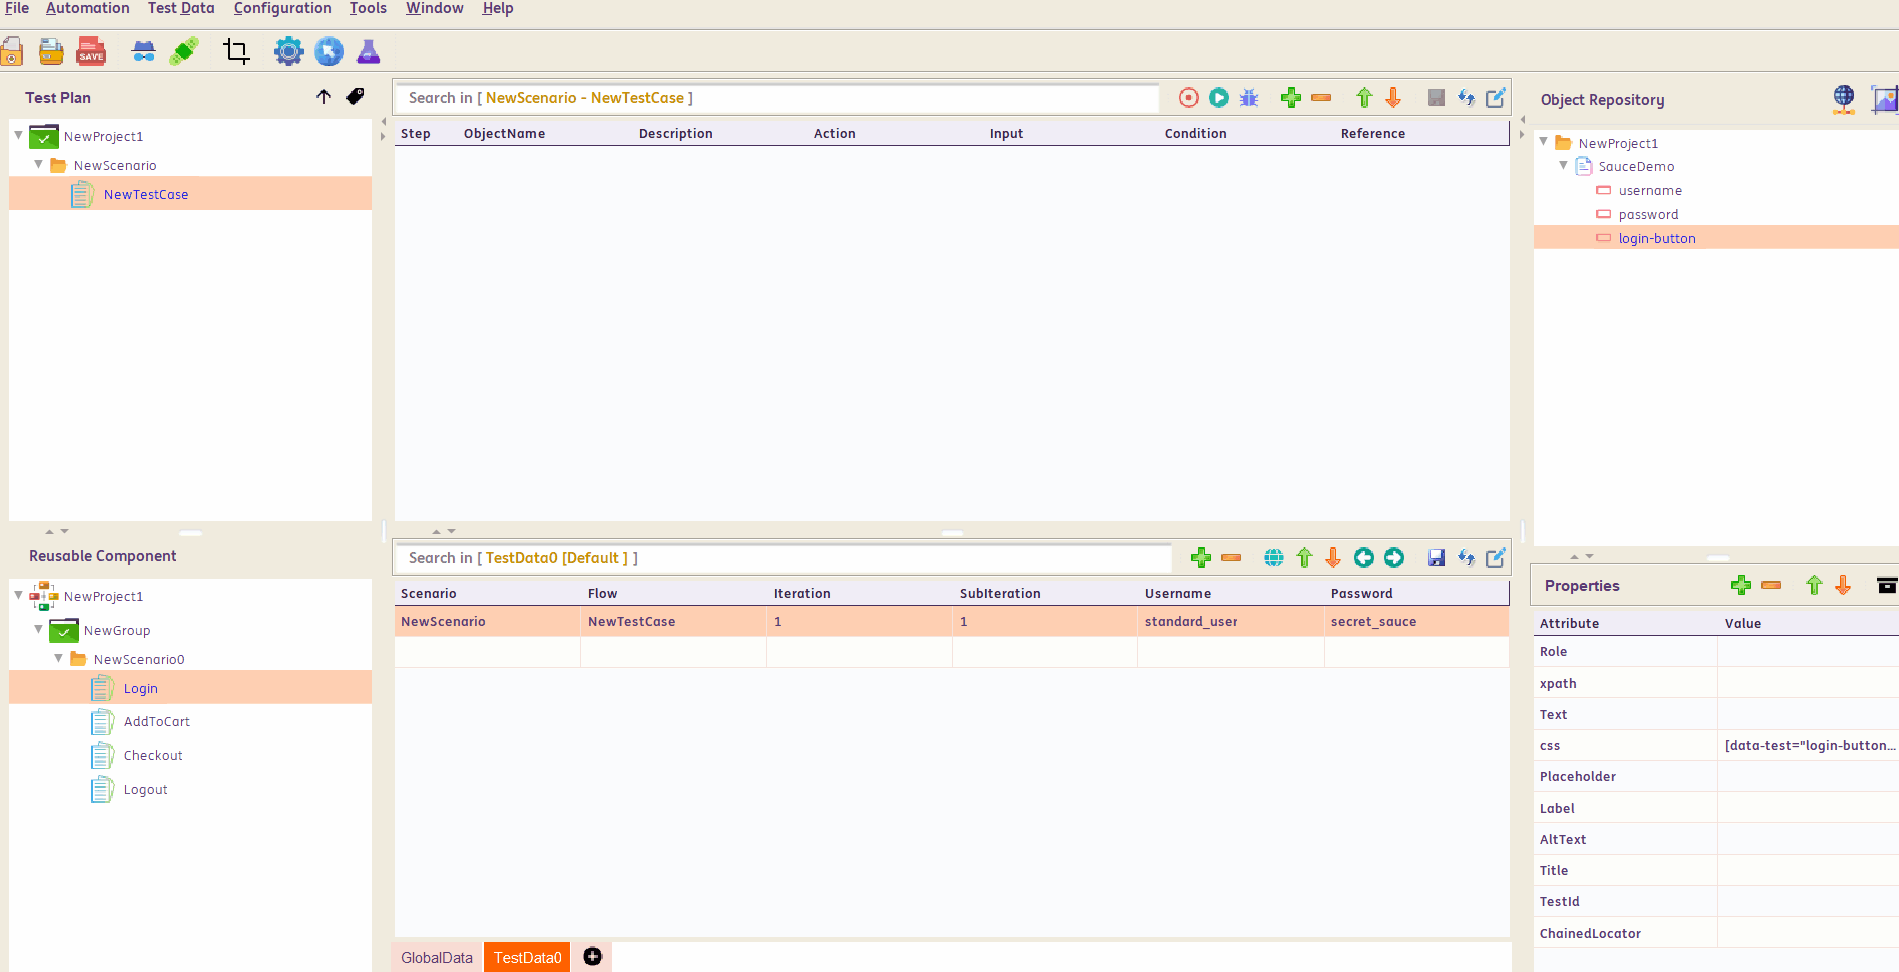 File Automation Test Data Configuration Tools Window Help
SAVE
Test Plan
NewProject1
NewScenario
NewTestCase
Search in [ NewScenario - NewTestCase ]
Step ObjectName Description Action Input Condition Reference
Object Repository
NewProject1
SauceDemo
username
password
login-button
Reusable Component
NewProject1
NewGroup
NewScenario0
Login
AddToCart
Checkout
Logout
Search in [ TestData0 [Default ] ]
Scenario Flow Iteration SubIteration Username Password
NewScenario NewTestCase 1 1 standard_user secret_sauce
GlobalData TestData0
Properties
Attribute Value
Role
xpath
Text
css [data-test="login-button...
Placeholder
Label
AltText
Title
TestId
ChainedLocator